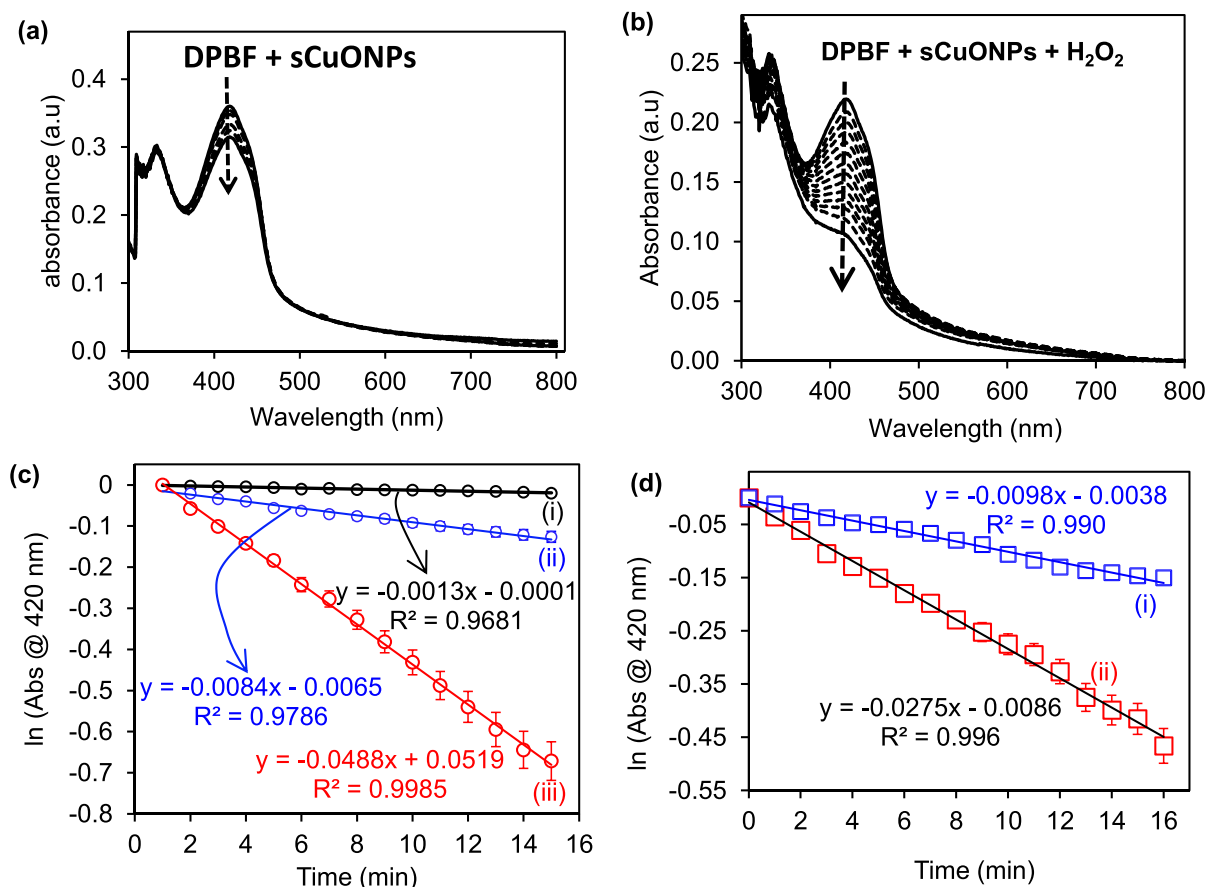 (a)
DPBF + sCuONPs
absorbance (a.u)
0.4
0.3
0.2
0.1
0.0
300 400 500 600 700 800
Wavelength (nm)
(b)
DPBF + sCuONPs + H₂O₂
Absorbance (a.u)
0.25
0.20
0.15
0.10
0.05
0.00
300 400 500 600 700 800
Wavelength (nm)
(c)
ln (Abs @ 420 nm)
0
-0.1
-0.2
-0.3
-0.4
-0.5
-0.6
-0.7
-0.8
(i)
(ii)
y = -0.0013x - 0.0001
R² = 0.9681
y = -0.0084x - 0.0065
R² = 0.9786
y = -0.0488x + 0.0519
R² = 0.9985
(iii)
0 2 4 6 8 10 12 14 16
Time (min)
(d)
ln (Abs @ 420 nm)
-0.05
-0.15
-0.25
-0.35
-0.45
-0.55
y = -0.0098x - 0.0038
R² = 0.990
(i)
(ii)
y = -0.0275x - 0.0086
R² = 0.996
0 2 4 6 8 10 12 14 16
Time (min)